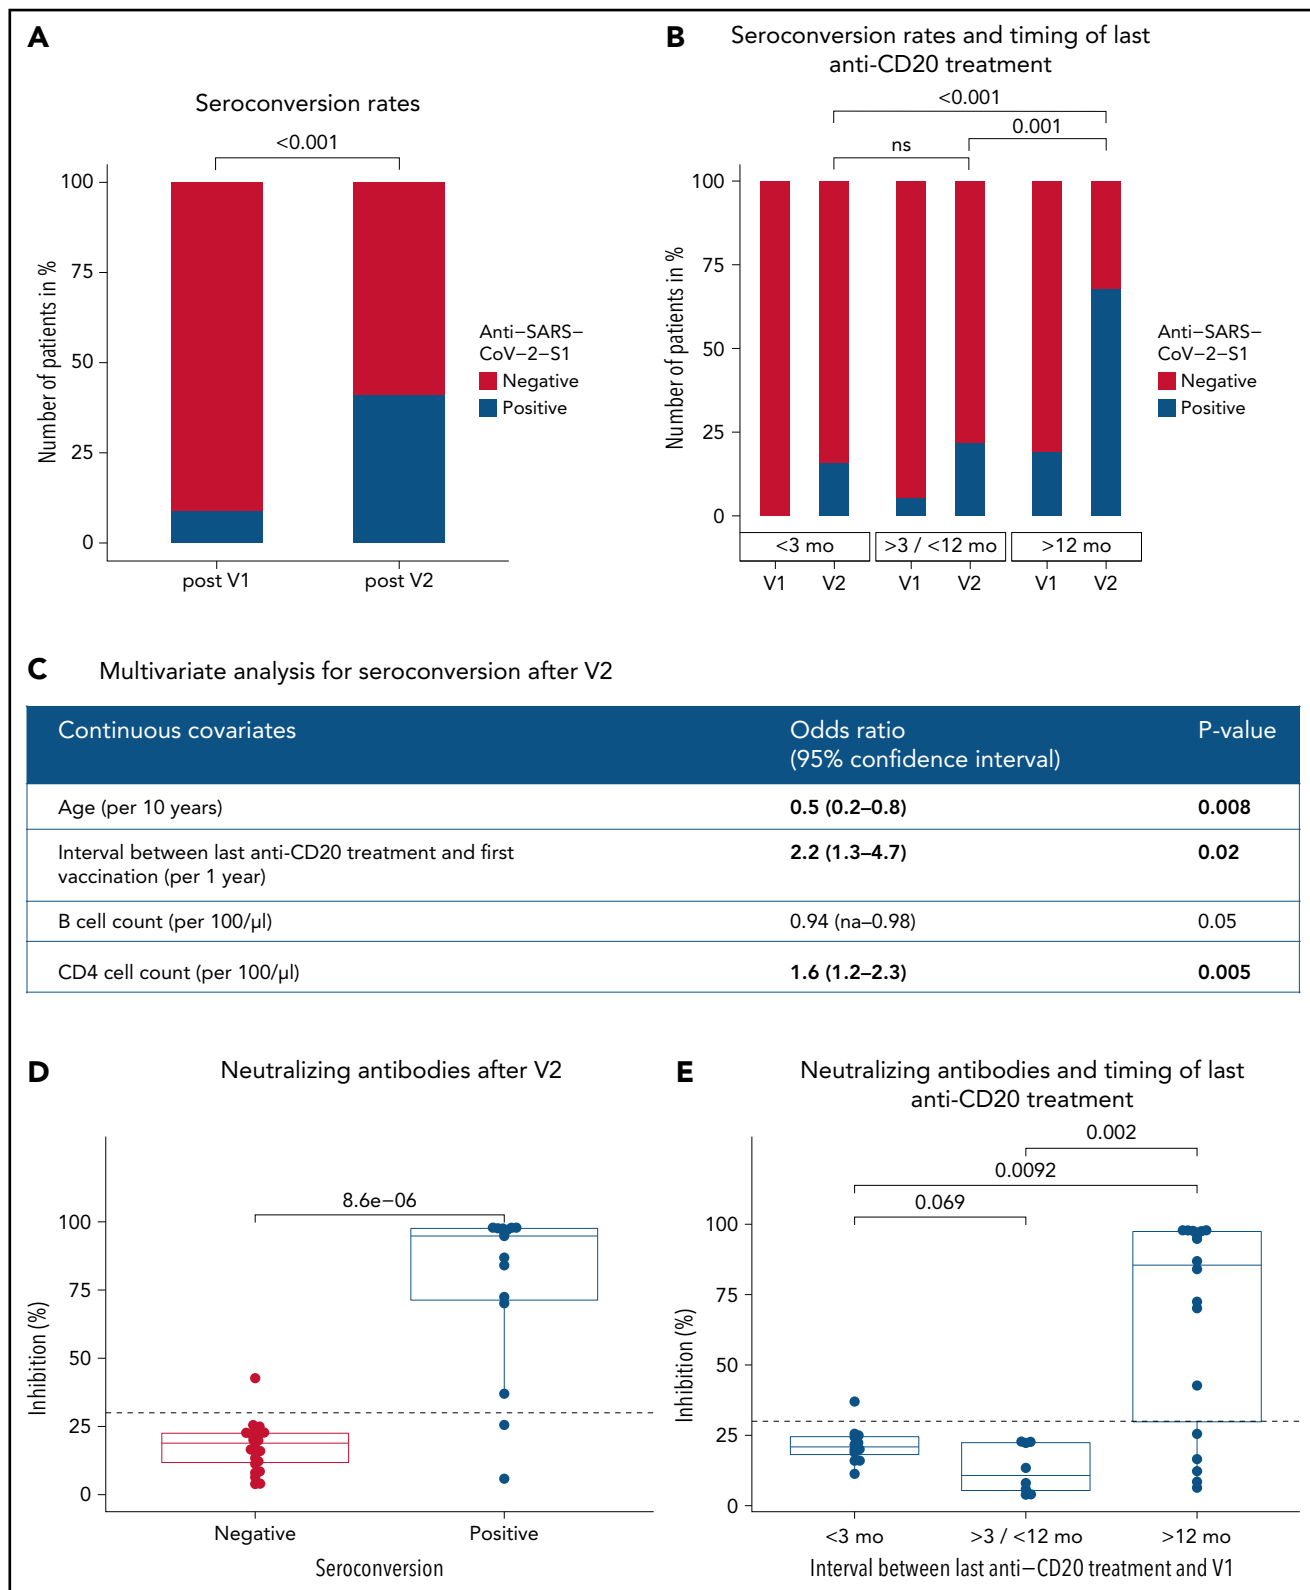 A
Seroconversion rates
<0.001
100
75
50
25
0
Number of patients in %
post V1
post V2
Anti–SARS–
CoV–2–S1
Negative
Positive
B
Seroconversion rates and timing of last
anti-CD20 treatment
<0.001
0.001
ns
100
75
50
25
0
Number of patients in %
<3 mo
>3 / <12 mo
>12 mo
V1
V2
V1
V2
V1
V2
Anti–SARS–
CoV–2–S1
Negative
Positive
C
Multivariate analysis for seroconversion after V2
Continuous covariates
Odds ratio
(95% confidence interval)
P-value
Age (per 10 years)
0.5 (0.2–0.8)
0.008
Interval between last anti-CD20 treatment and first
vaccination (per 1 year)
2.2 (1.3–4.7)
0.02
B cell count (per 100/µl)
0.94 (na–0.98)
0.05
CD4 cell count (per 100/µl)
1.6 (1.2–2.3)
0.005
D
Neutralizing antibodies after V2
8.6e−06
100
75
50
25
0
Inhibition (%)
Negative
Positive
Seroconversion
E
Neutralizing antibodies and timing of last
anti-CD20 treatment
0.002
0.0092
0.069
100
75
50
25
0
Inhibition (%)
<3 mo
>3 / <12 mo
>12 mo
Interval between last anti−CD20 treatment and V1